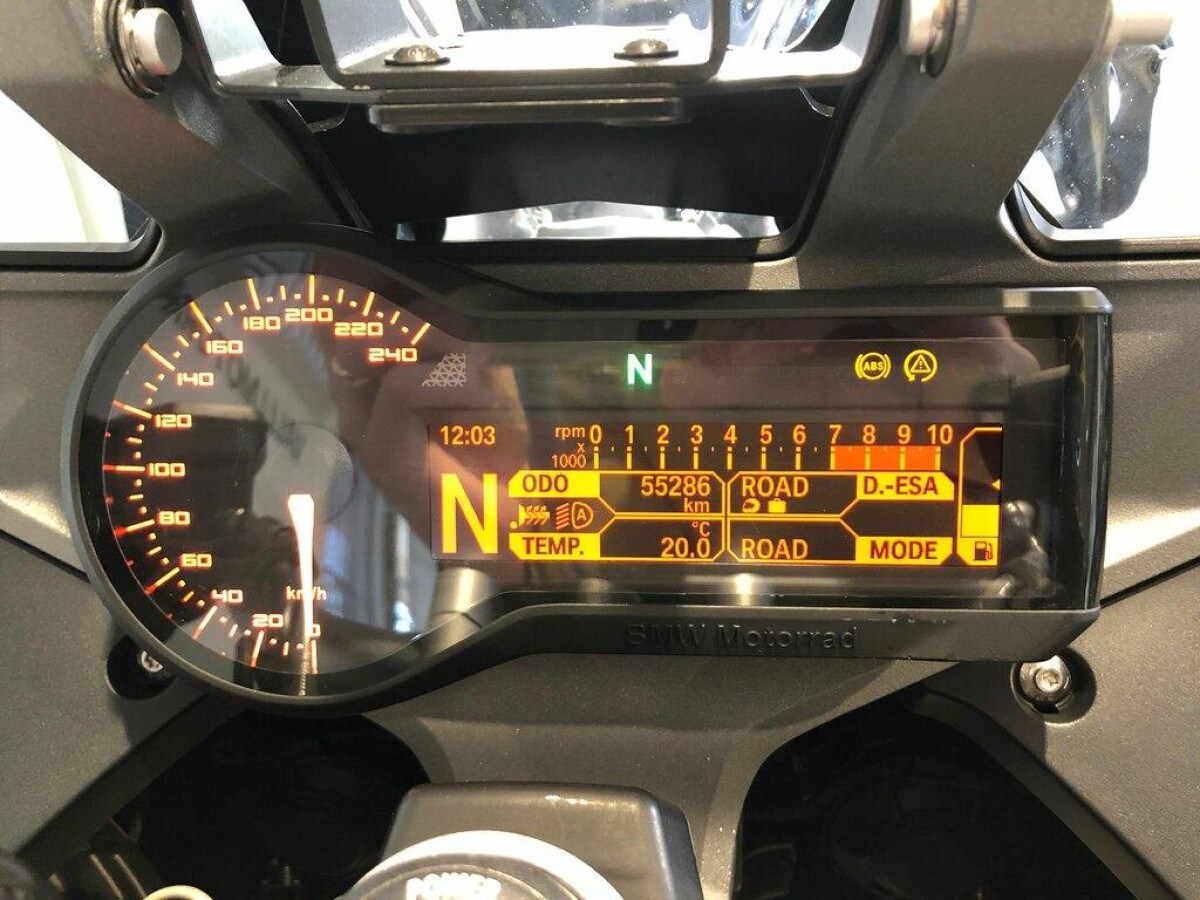 240
220
200
180
160
140
120
100
80
60
40
20
0
km/h
N
ABS
12:03
rpm x 1000
0 1 2 3 4 5 6 7 8 9 10
N
ODO 55286 km
ROAD D.-ESA
A
TEMP. °C 20.0
ROAD MODE
BMW Motorrad